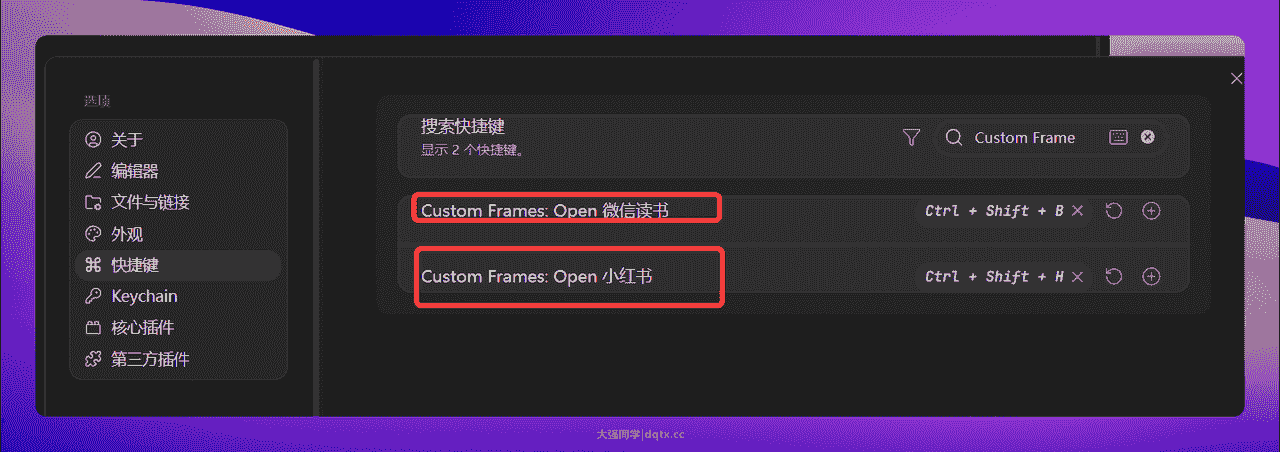 选项
关于
编辑器
文件与链接
外观
快捷键
Keychain
核心插件
第三方插件
搜索快捷键
显示 2 个快捷键。
Custom Frame
Custom Frames: Open 微信读书
Ctrl + Shift + B
Custom Frames: Open 小红书
Ctrl + Shift + H
大强同学|dqtx.cc